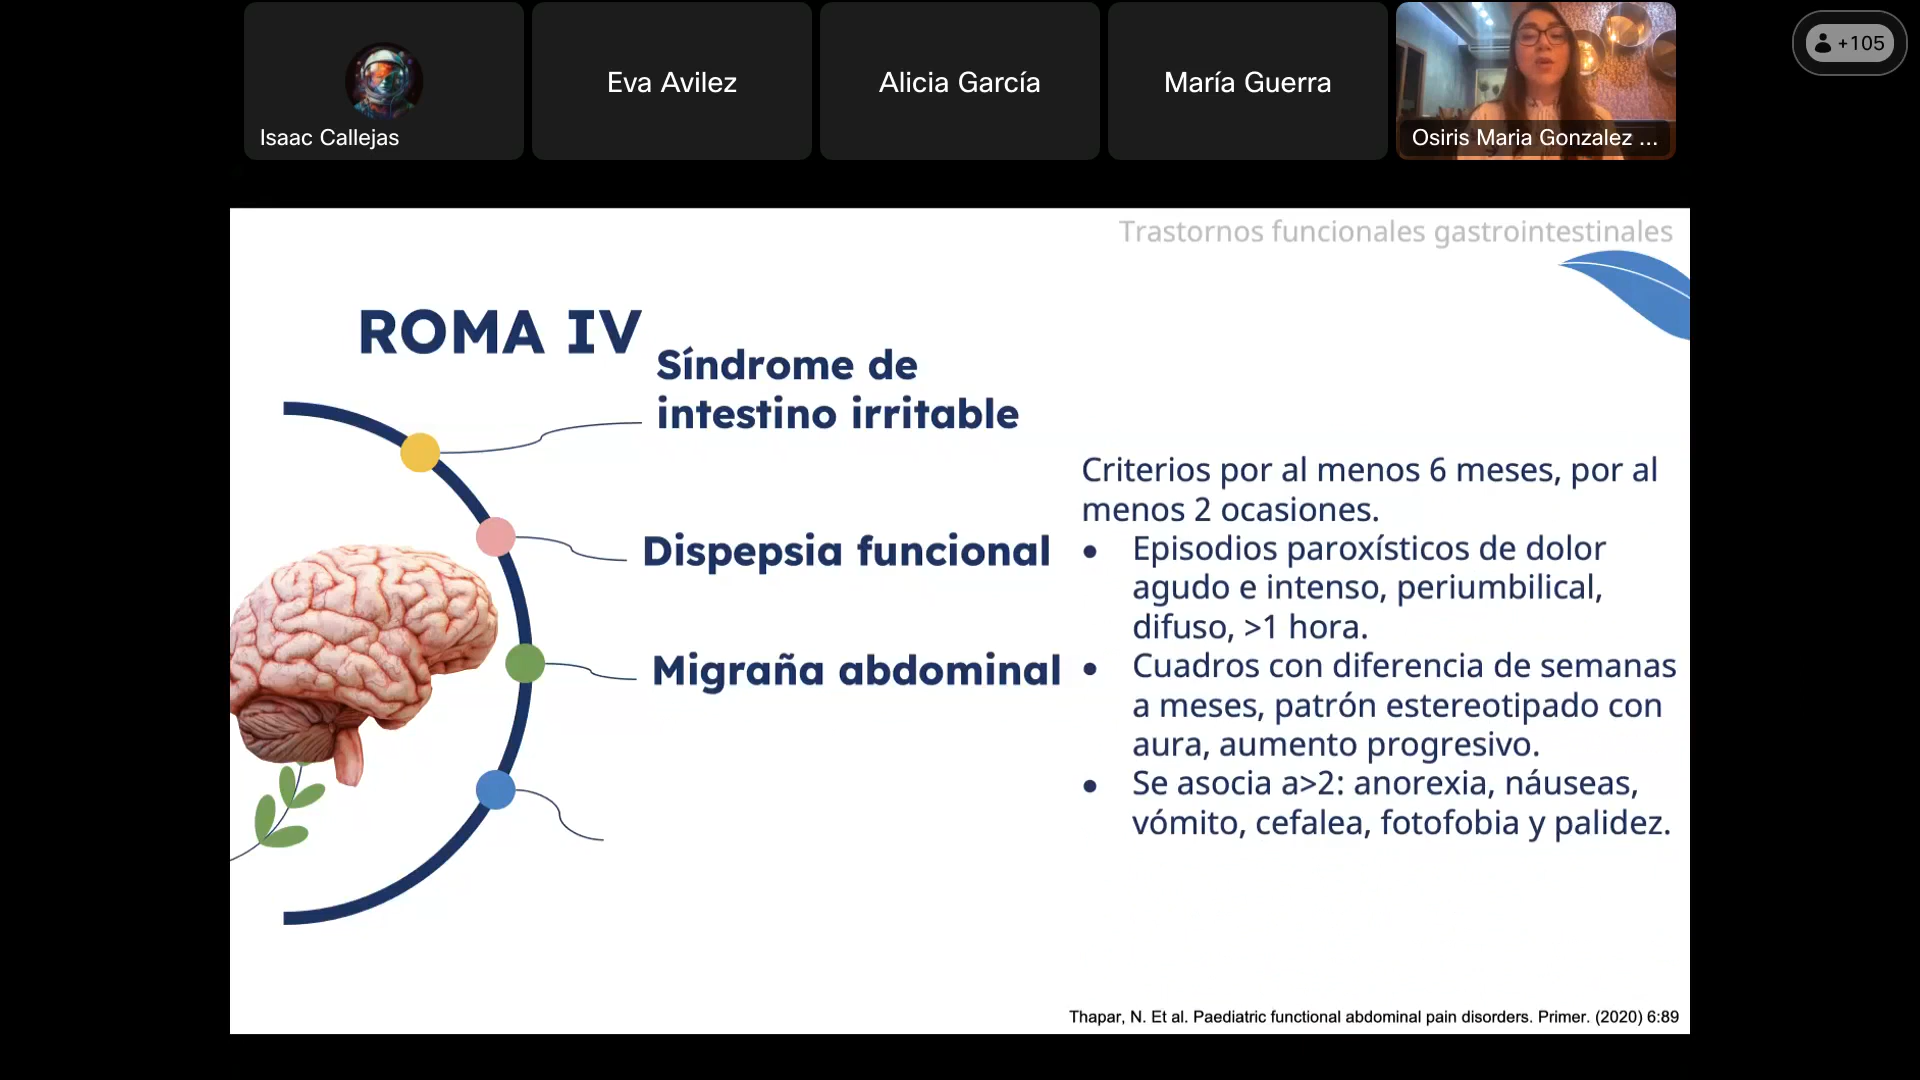 Isaac Callejas
Eva Avilez
Alicia García
María Guerra
Osiris Maria Gonzalez ...
+105
Trastornos funcionales gastrointestinales
ROMA IV
Síndrome de
intestino irritable
Dispepsia funcional
Migraña abdominal
Criterios por al menos 6 meses, por al
menos 2 ocasiones.
• Episodios paroxísticos de dolor
agudo e intenso, periumbilical,
difuso, >1 hora.
• Cuadros con diferencia de semanas
a meses, patrón estereotipado con
aura, aumento progresivo.
• Se asocia a>2: anorexia, náuseas,
vómito, cefalea, fotofobia y palidez.
Thapar, N. Et al. Paediatric functional abdominal pain disorders. Primer. (2020) 6:89